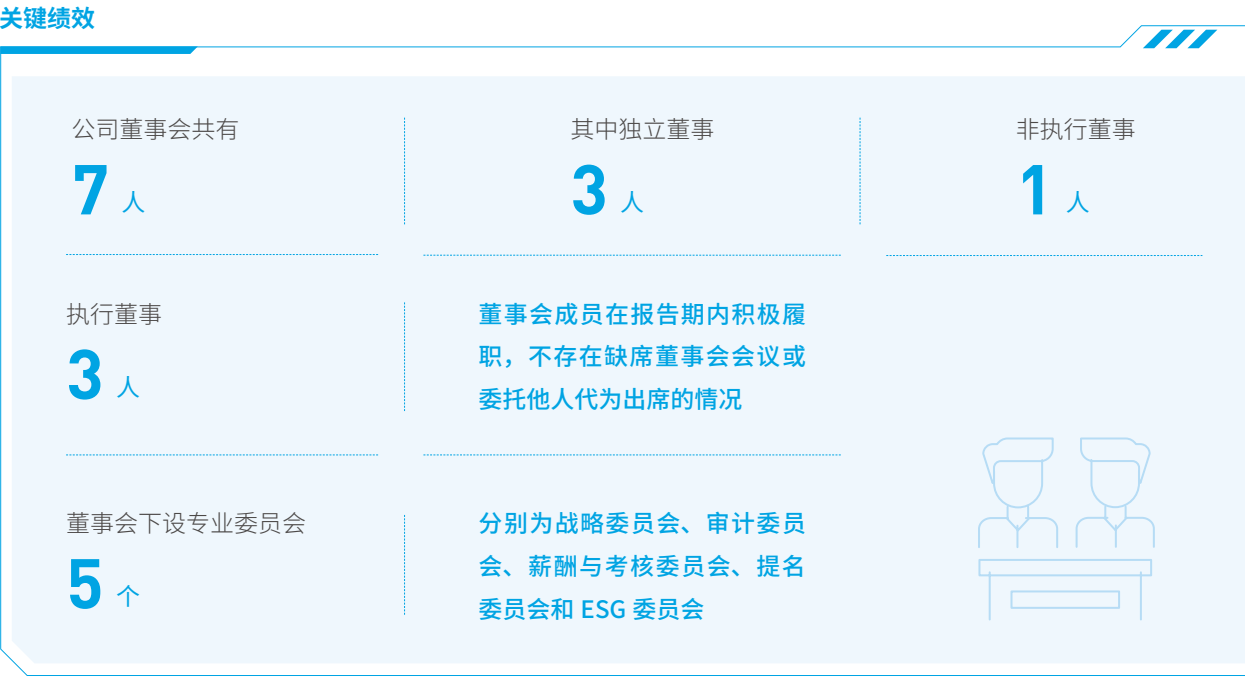 关键绩效
公司董事会共有
7 人
其中独立董事
3 人
非执行董事
1 人
执行董事
3 人
董事会成员在报告期内积极履
职，不存在缺席董事会会议或
委托他人代为出席的情况
董事会下设专业委员会
5 个
分别为战略委员会、审计委员
会、薪酬与考核委员会、提名
委员会和 ESG 委员会